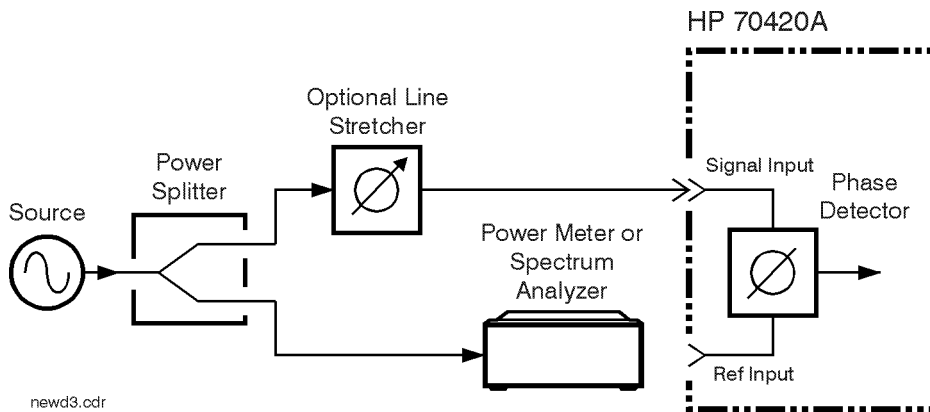 HP 70420A
Optional Line
Stretcher
Power
Splitter
Signal Input
Phase
Detector
Source
Power Meter or
Spectrum
Analyzer
Ref Input
newd3.cdr